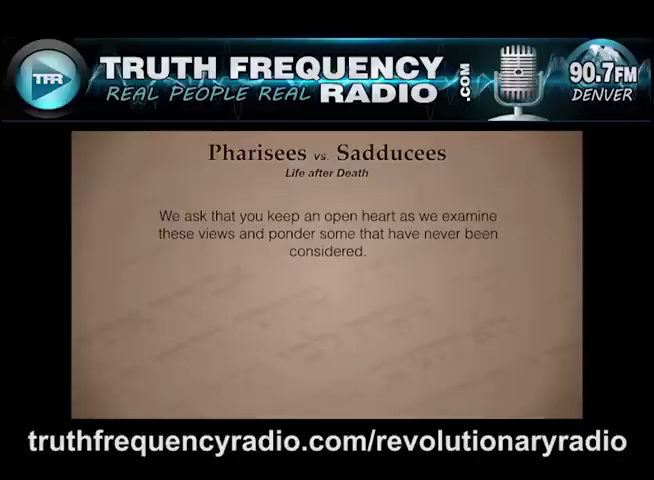 TFR
TRUTH FREQUENCY
REAL PEOPLE REAL RADIO
.COM
90.7FM
DENVER
Pharisees vs. Sadducees
Life after Death
We ask that you keep an open heart as we examine
these views and ponder some that have never been
considered.
truthfrequencyradio.com/revolutionaryradio